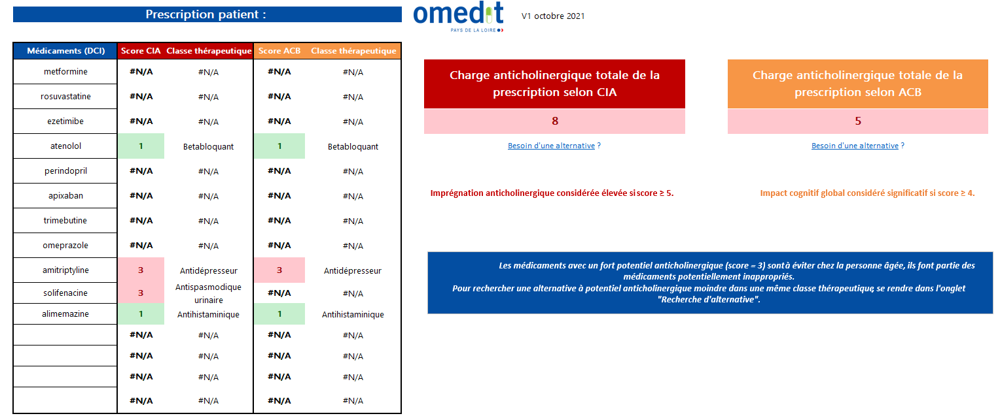 Prescription patient :
omedit
PAYS DE LA LOIRE
V1 octobre 2021
Médicaments (DCI) Score CIA Classe thérapeutique Score ACB Classe thérapeutique
metformine #N/A #N/A #N/A #N/A
rosuvastatine #N/A #N/A #N/A #N/A
ezetimibe #N/A #N/A #N/A #N/A
atenolol 1 Betabloquant 1 Betabloquant
perindopril #N/A #N/A #N/A #N/A
apixaban #N/A #N/A #N/A #N/A
trimebutine #N/A #N/A #N/A #N/A
omeprazole #N/A #N/A #N/A #N/A
amitriptyline 3 Antidépresseur 3 Antidépresseur
solifenacine 3 Antispasmodique
urinaire #N/A #N/A
alimemazine 1 Antihistaminique 1 Antihistaminique
#N/A #N/A #N/A #N/A
#N/A #N/A #N/A #N/A
#N/A #N/A #N/A #N/A
#N/A #N/A #N/A #N/A
Charge anticholinergique totale de la
prescription selon CIA
8
Besoin d'une alternative ?
Imprégnation anticholinergique considérée élevée si score ≥ 5.
Charge anticholinergique totale de la
prescription selon ACB
5
Besoin d'une alternative ?
Impact cognitif global considéré significatif si score ≥ 4.
Les médicaments avec un fort potentiel anticholinergique (score = 3) sont à éviter chez la personne âgée, ils font partie des
médicaments potentiellement inappropriés.
Pour rechercher une alternative à potentiel anticholinergique moindre dans une même classe thérapeutique, se rendre dans l'onglet
"Recherche d'alternative".